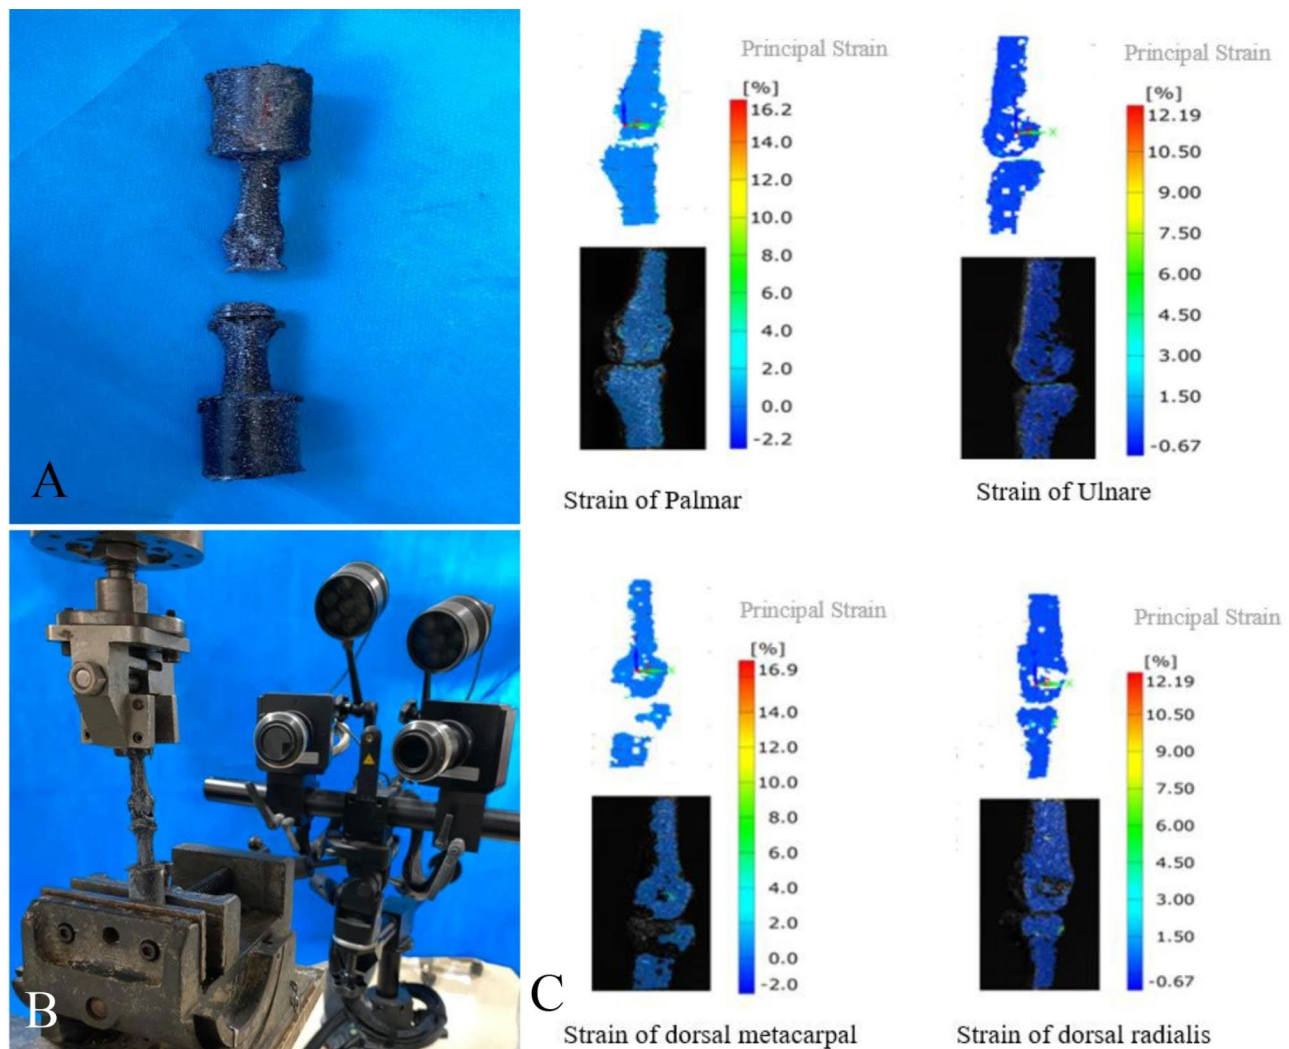 A
B
C
Principal Strain
[%]
16.2
14.0
12.0
10.0
8.0
6.0
4.0
2.0
0.0
-2.2
X
Strain of Palmar
Principal Strain
[%]
12.19
10.50
9.00
7.50
6.00
4.50
3.00
1.50
-0.67
X
Strain of Ulnare
Principal Strain
[%]
16.9
14.0
12.0
10.0
8.0
6.0
4.0
2.0
0.0
-2.0
X
Strain of dorsal metacarpal
Principal Strain
[%]
12.19
10.50
9.00
7.50
6.00
4.50
3.00
1.50
-0.67
X
Strain of dorsal radialis